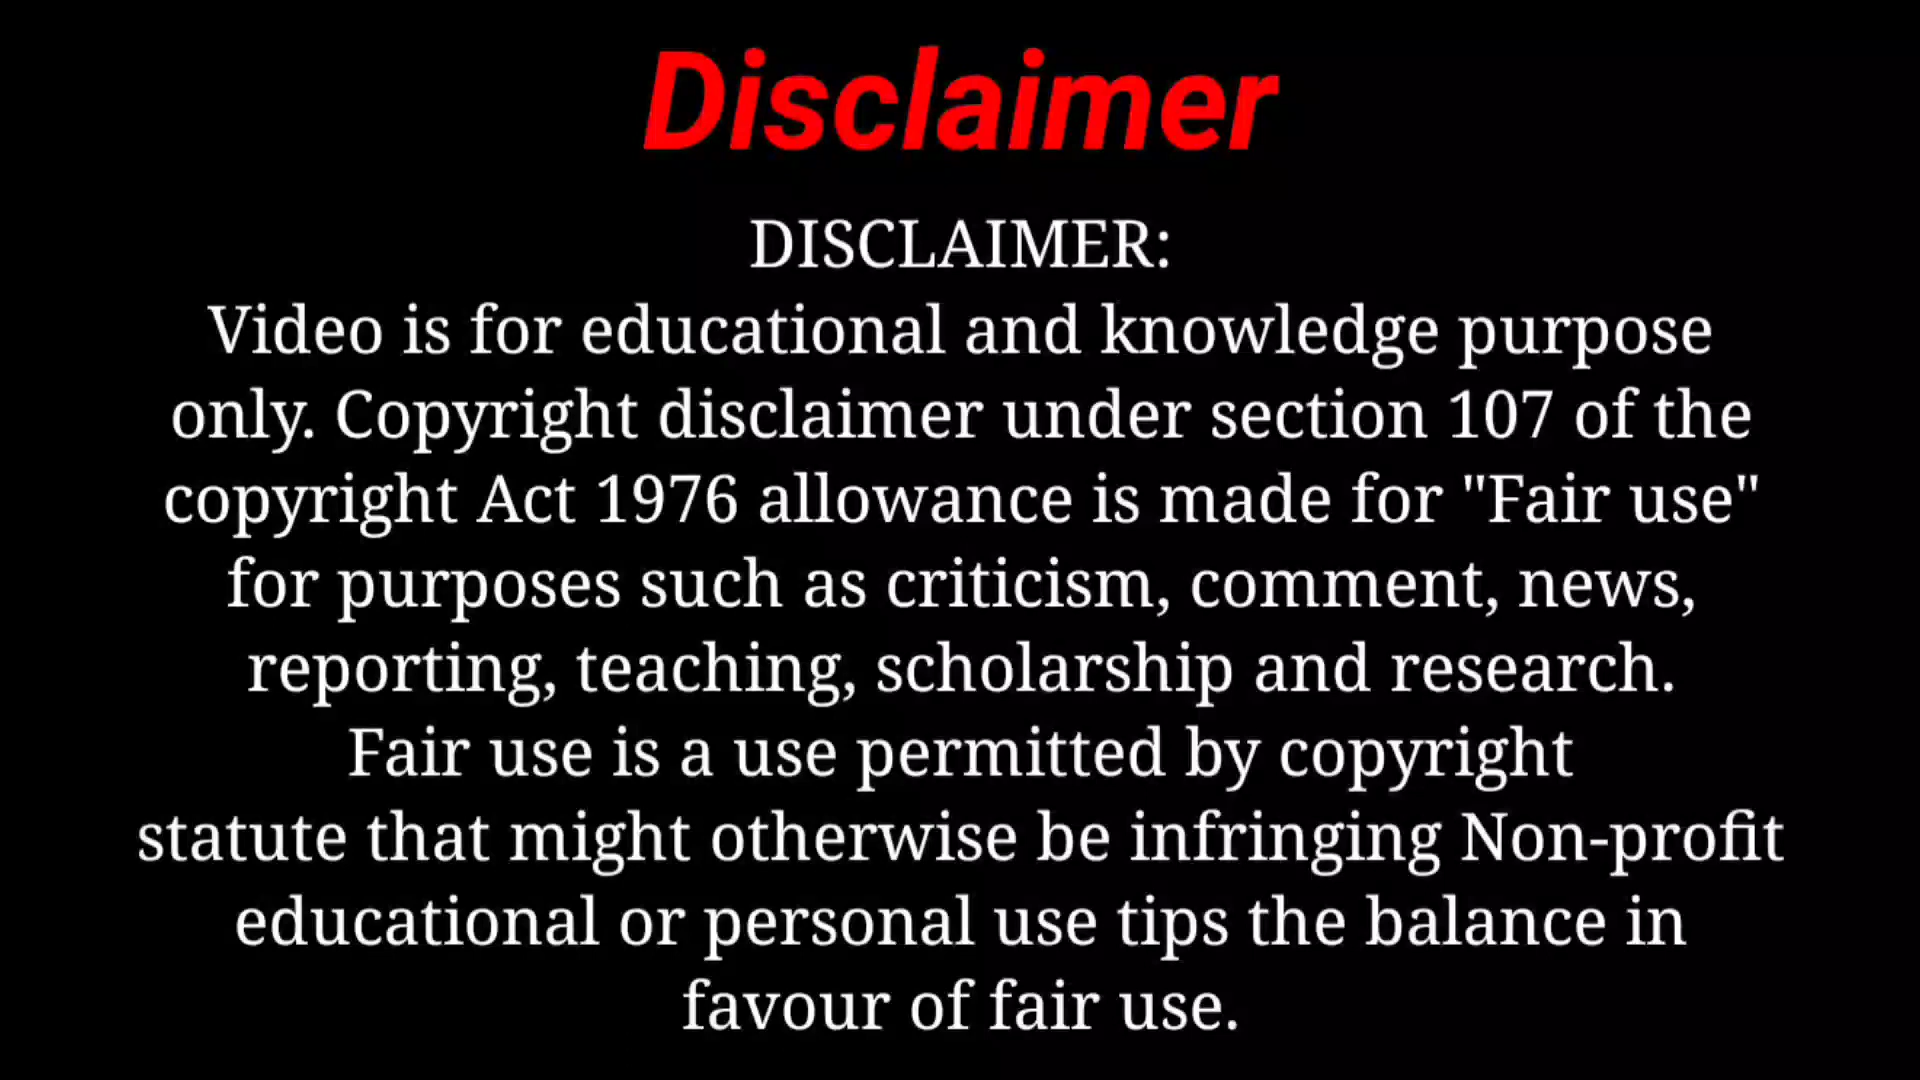 Disclaimer
DISCLAIMER:
Video is for educational and knowledge purpose
only. Copyright disclaimer under section 107 of the
copyright Act 1976 allowance is made for "Fair use"
for purposes such as criticism, comment, news,
reporting, teaching, scholarship and research.
Fair use is a use permitted by copyright
statute that might otherwise be infringing Non-profit
educational or personal use tips the balance in
favour of fair use.